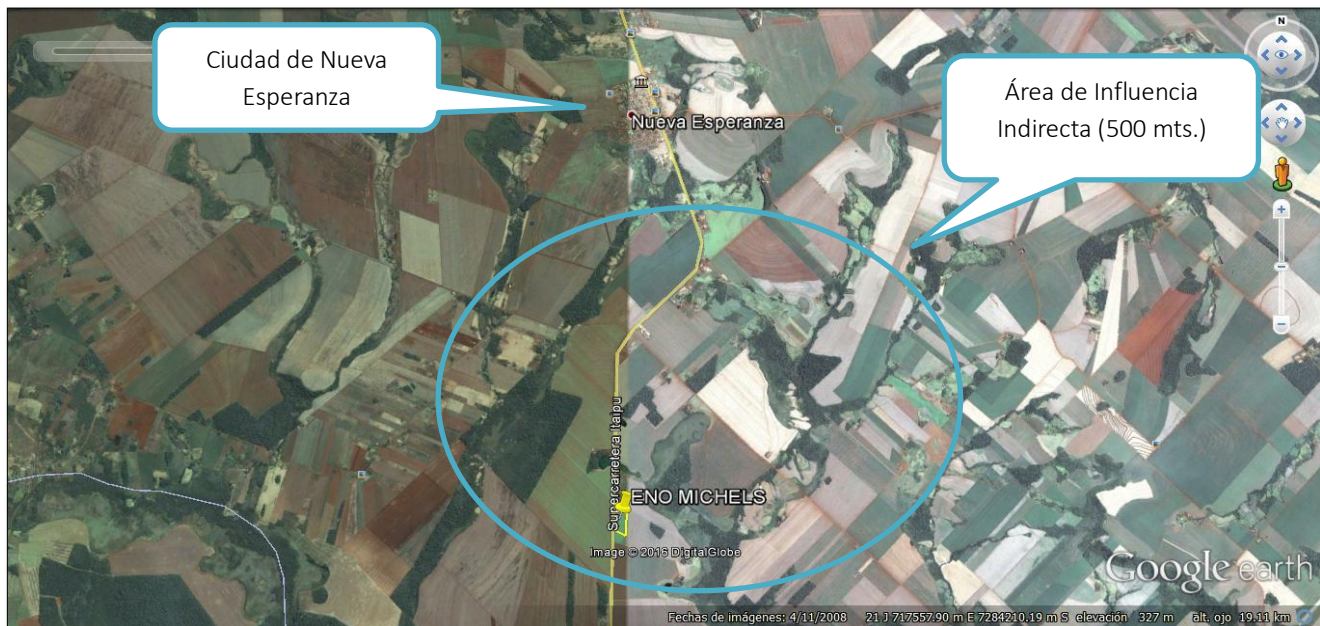 Ciudad de Nueva
Esperanza
Área de Influencia
Indirecta (500 mts.)
N
Nueva Esperanza
Supercarretera Itaipu
ENO MICHELS
Image © 2016 DigitalGlobe
Google earth
Fechas de imágenes: 4/11/2008 21 J 717557.90 m E 7284210.19 m S elevación 327 m alt. ojo 19.11 km